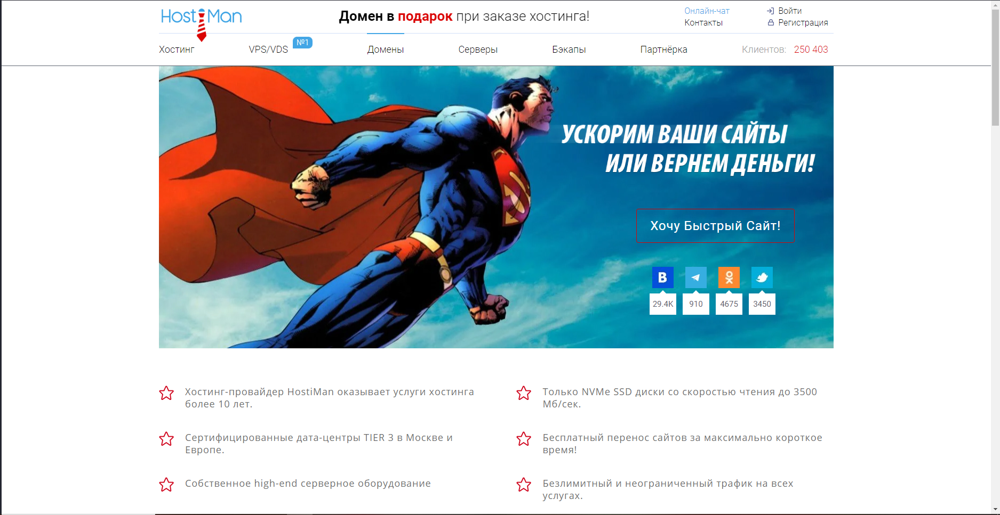 HostiMan
Домен в подарок при заказе хостинга!
Онлайн-чат
Контакты
Войти
Регистрация
Хостинг
VPS/VDS
№1
Домены
Серверы
Бэкапы
Партнёрка
Клиентов: 250 403
УСКОРИМ ВАШИ САЙТЫ
ИЛИ ВЕРНЕМ ДЕНЬГИ!
Хочу Быстрый Сайт!
29.4K
910
4675
3450
Хостинг-провайдер HostiMan оказывает услуги хостинга
более 10 лет.
Только NVMe SSD диски со скоростью чтения до 3500
Мб/сек.
Сертифицированные дата-центры TIER 3 в Москве и
Европе.
Бесплатный перенос сайтов за максимально короткое
время!
Собственное high-end серверное оборудование
Безлимитный и неограниченный трафик на всех
услугах.